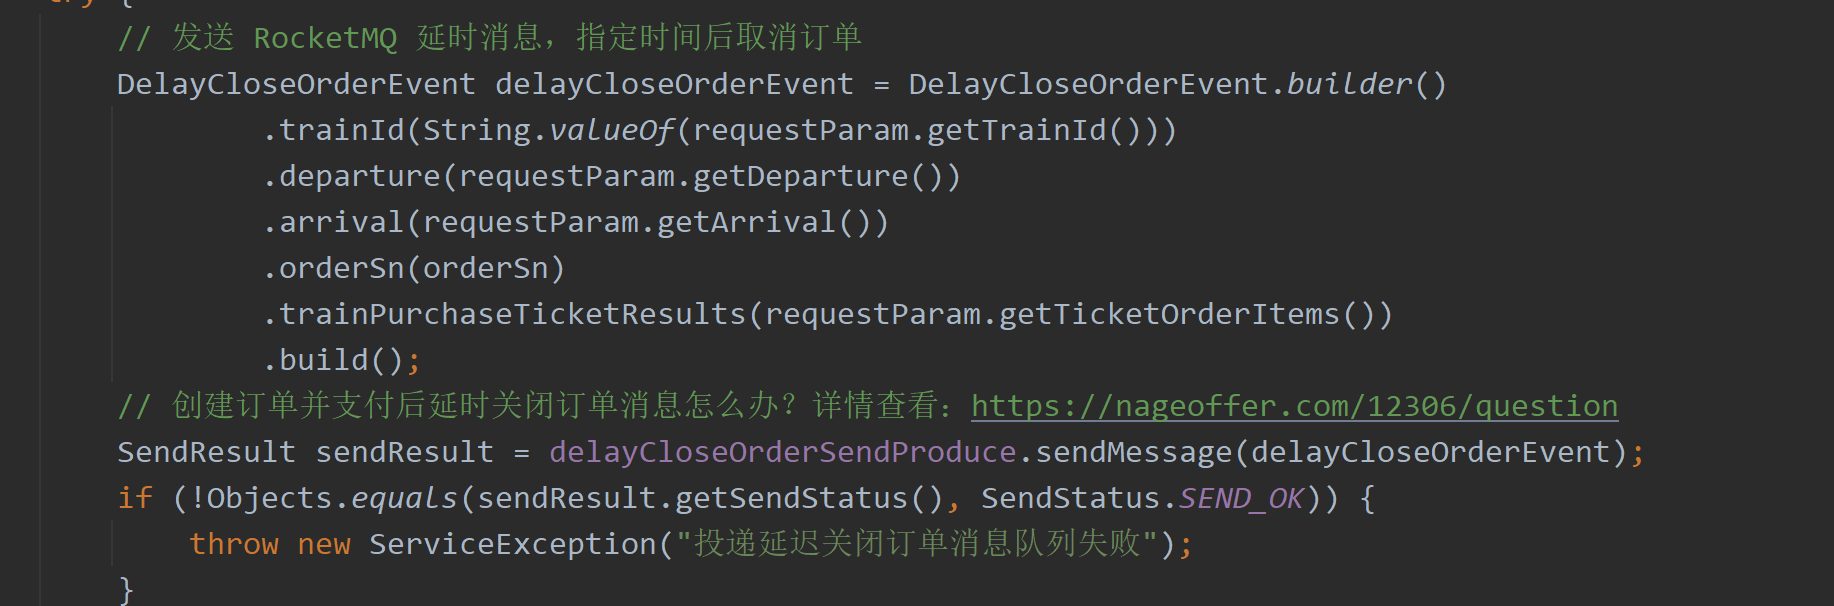 try {
// 发送 RocketMQ 延时消息，指定时间后取消订单
DelayCloseOrderEvent delayCloseOrderEvent = DelayCloseOrderEvent.builder()
.trainId(String.valueOf(requestParam.getTrainId()))
.departure(requestParam.getDeparture())
.arrival(requestParam.getArrival())
.orderSn(orderSn)
.trainPurchaseTicketResults(requestParam.getTicketOrderItems())
.build();
// 创建订单并支付后延时关闭订单消息怎么办？详情查看：https://nageoffer.com/12306/question
SendResult sendResult = delayCloseOrderSendProduce.sendMessage(delayCloseOrderEvent);
if (!Objects.equals(sendResult.getSendStatus(), SendStatus.SEND_OK)) {
throw new ServiceException("投递延迟关闭订单消息队列失败");
}